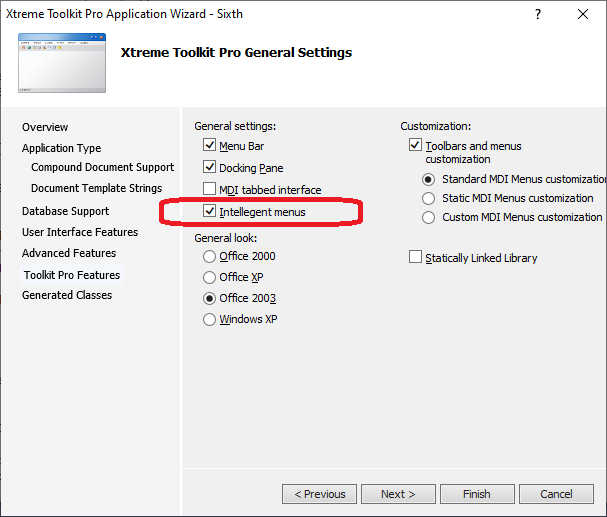 Xtreme Toolkit Pro Application Wizard - Sixth
Xtreme Toolkit Pro General Settings
Overview
Application Type
Compound Document Support
Document Template Strings
Database Support
User Interface Features
Advanced Features
Toolkit Pro Features
Generated Classes
General settings:
Menu Bar
Docking Pane
MDI tabbed interface
Intellegent menus
General look:
Office 2000
Office XP
Office 2003
Windows XP
Customization:
Toolbars and menus
customization
Standard MDI Menus customization
Static MDI Menus customization
Custom MDI Menus customization
Statically Linked Library
< Previous
Next >
Finish
Cancel